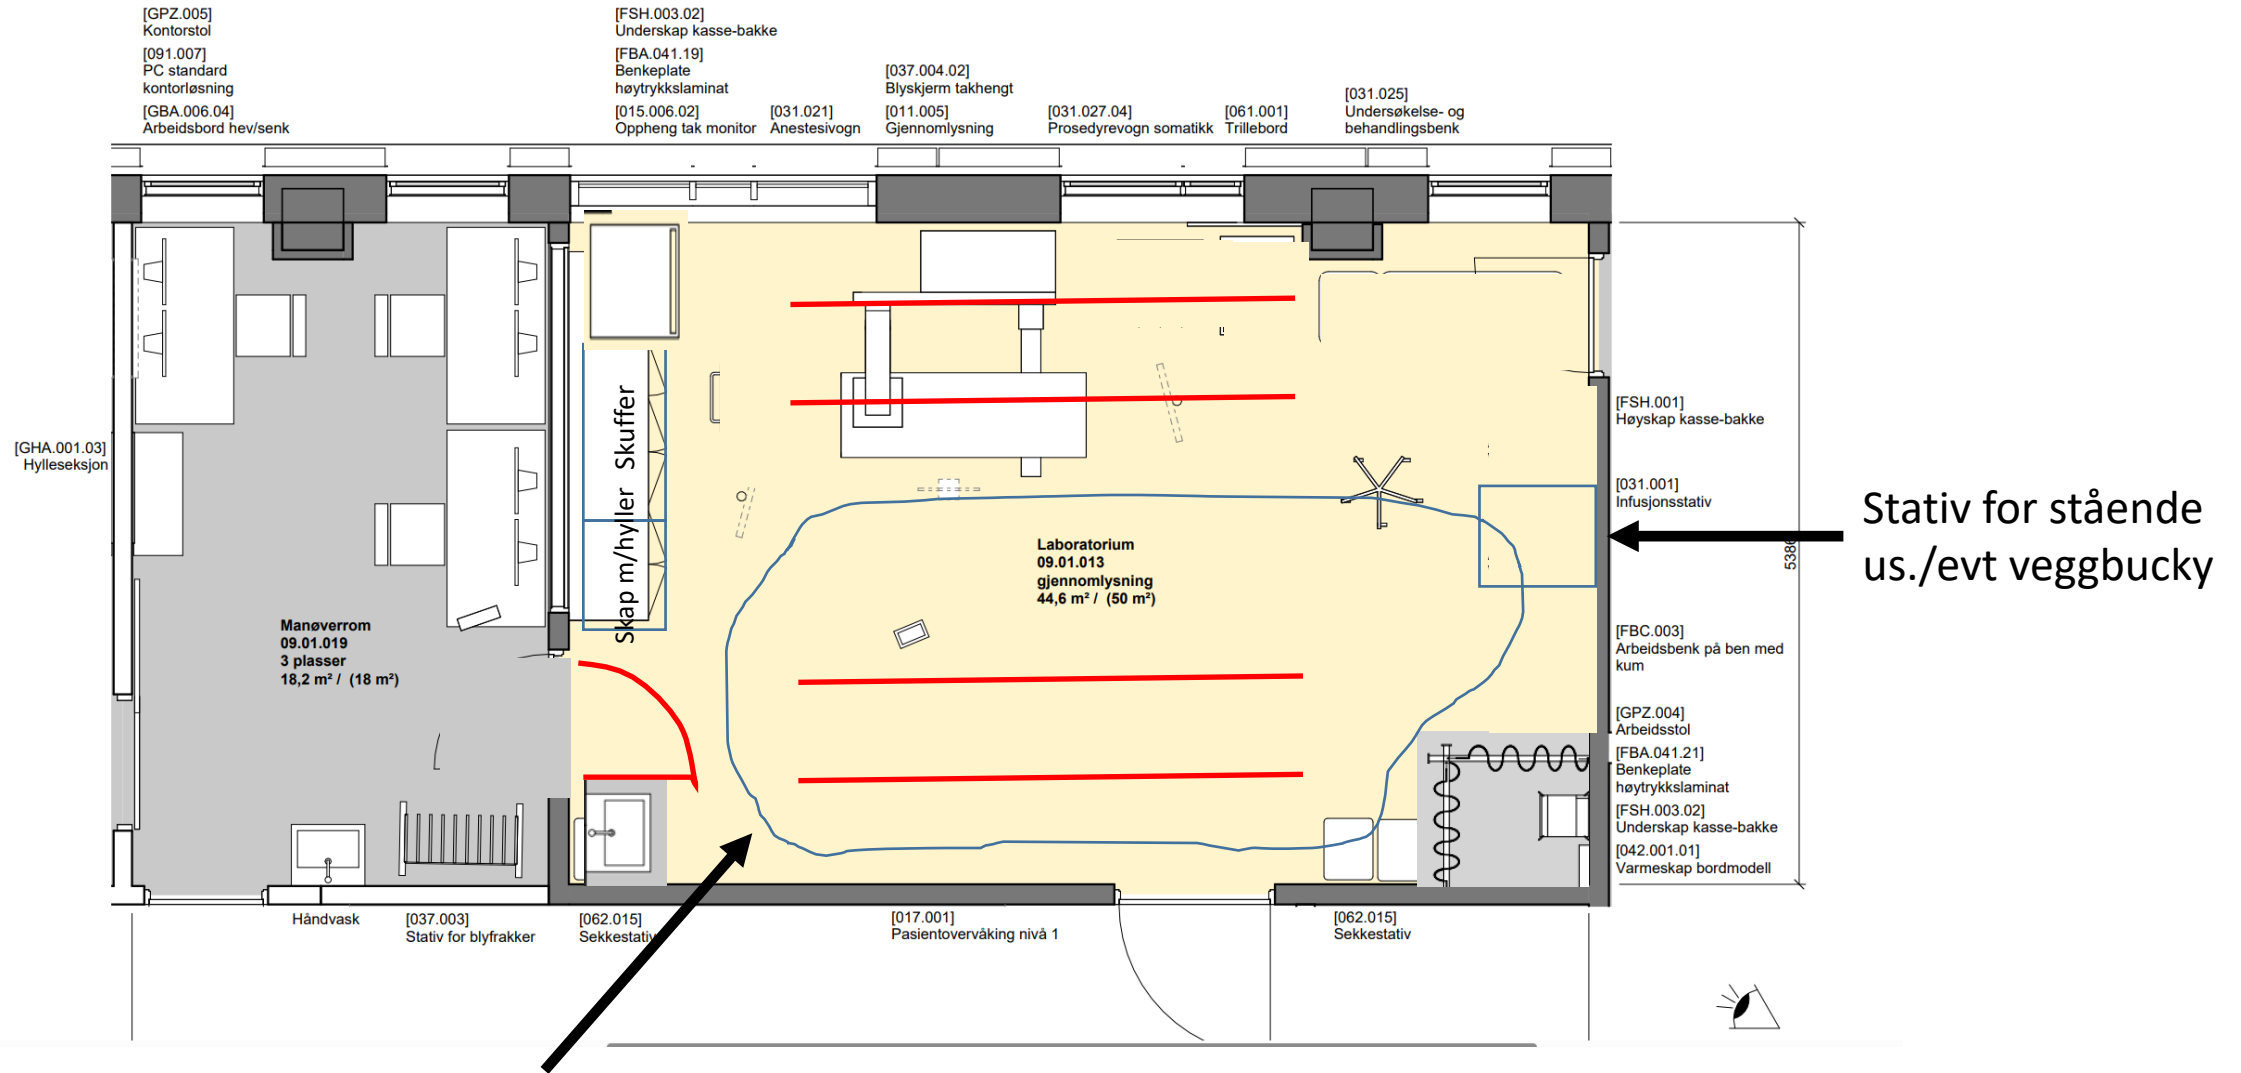 [GPZ.005]
Kontorstol
[091.007]
PC standard
kontorløsning
[GBA.006.04]
Arbeidsbord hev/senk
[FSH.003.02]
Underskap kasse-bakke
[FBA.041.19]
Benkeplate
høytrykkslaminat
[015.006.02]
Oppheng tak monitor
[031.021]
Anestesivogn
[037.004.02]
Blyskjerm takhengt
[011.005]
Gjennomlysning
[031.027.04]
Prosedyrevogn somatikk
[061.001]
Trillebord
[031.025]
Undersøkelse- og
behandlingsbenk
[GHA.001.03]
Hylleseksjon
Skap m/hyller Skuffer
Manøverrom
09.01.019
3 plasser
18,2 m² / (18 m²)
Laboratorium
09.01.013
gjennomlysning
44,6 m² / (50 m²)
[FSH.001]
Høyskap kasse-bakke
[031.001]
Infusjonsstativ
Stativ for stående
us./evt veggbucky
[FBC.003]
Arbeidsbenk på ben med
kum
[GPZ.004]
Arbeidsstol
[FBA.041.21]
Benkeplate
høytrykkslaminat
[FSH.003.02]
Underskap kasse-bakke
[042.001.01]
Varmeskap bordmodell
Håndvask
[037.003]
Stativ for blyfrakker
[062.015]
Sekkestativ
[017.001]
Pasientovervåking nivå 1
[062.015]
Sekkestativ